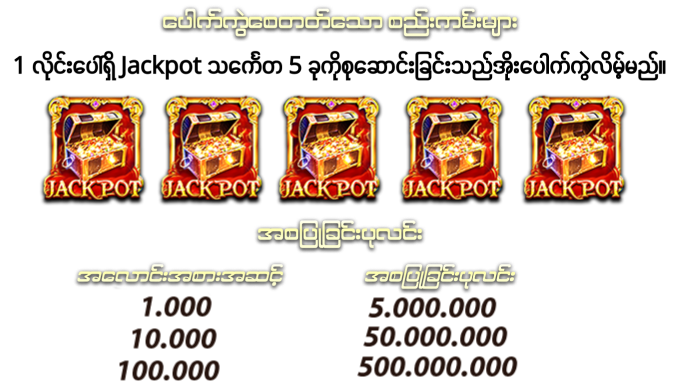 ပေါက်ကွဲစေတတ်သော စည်းကမ်းများ
1 လိုင်းပေါ်ရှိ Jackpot သင်္ကေတ 5 ခုကိုစုဆောင်းခြင်းသည်အိုးပေါက်ကွဲလိမ့်မည်။
JACKPOT JACKPOT JACKPOT JACKPOT JACKPOT
အစပြုခြင်းပုလင်း
အလောင်းအစားအဆင့် အစပြုခြင်းပုလင်း
1.000 5.000.000
10.000 50.000.000
100.000 500.000.000